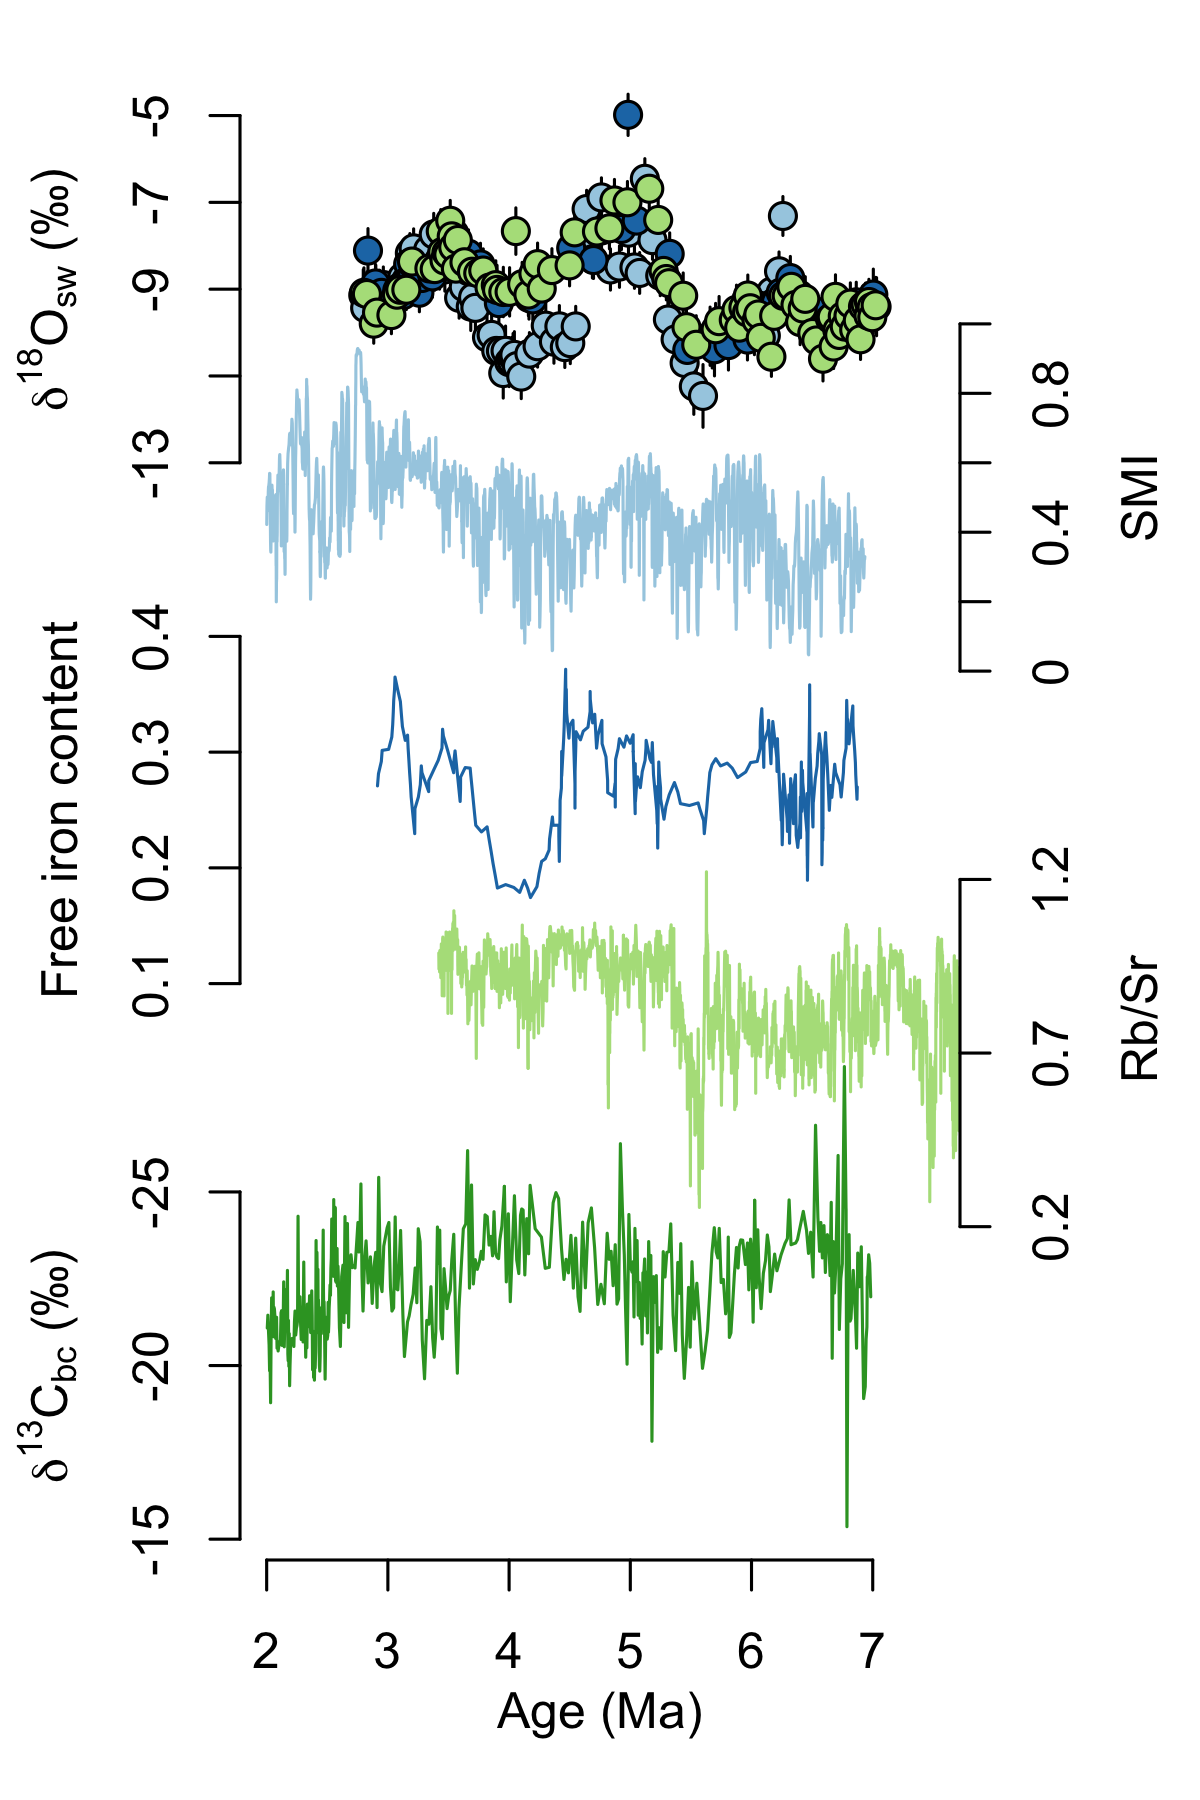 -5
-7
-9
-13
δ18Osw (‰)
0.8
0.4
0
SMI
0.4
0.3
0.2
0.1
Free iron content
1.2
0.7
0.2
Rb/Sr
-25
-20
-15
δ13Cbc (‰)
2 3 4 5 6 7
Age (Ma)